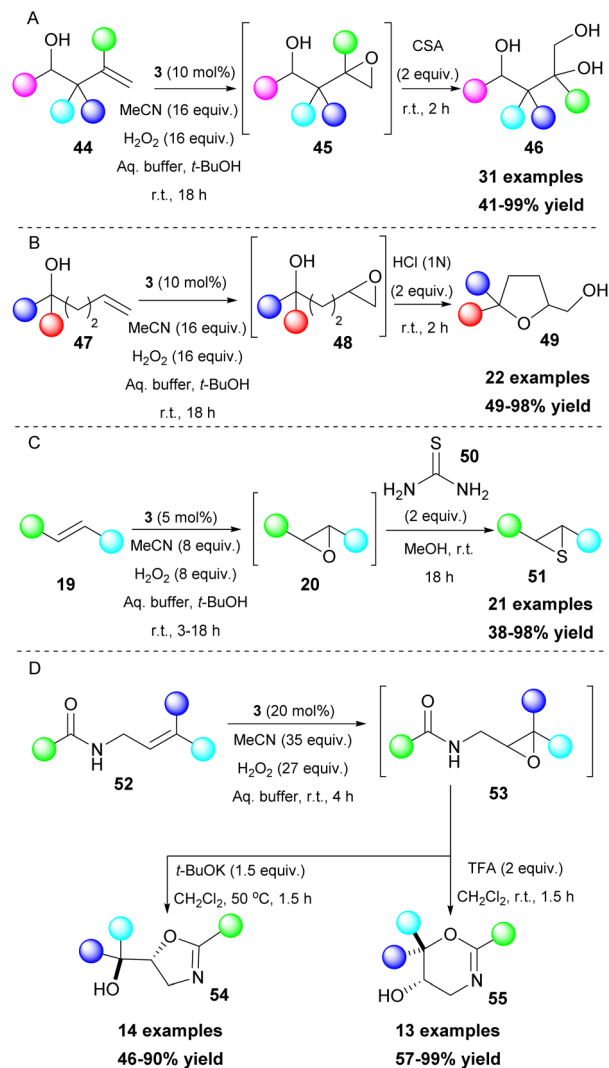 A
OH
44
3 (10 mol%)
MeCN (16 equiv.)
H2O2 (16 equiv.)
Aq. buffer, t-BuOH
r.t., 18 h
OH
O
45
CSA
(2 equiv.)
r.t., 2 h
OH
OH
OH
46
31 examples
41-99% yield
B
OH
2
47
3 (10 mol%)
MeCN (16 equiv.)
H2O2 (16 equiv.)
Aq. buffer, t-BuOH
r.t., 18 h
OH
O
2
48
HCl (1N)
(2 equiv.)
r.t., 2 h
O
OH
49
22 examples
49-98% yield
C
19
3 (5 mol%)
MeCN (8 equiv.)
H2O2 (8 equiv.)
Aq. buffer, t-BuOH
r.t., 3-18 h
O
20
S
50
H2N NH2
(2 equiv.)
MeOH, r.t.
18 h
S
51
21 examples
38-98% yield
D
O
N
H
52
3 (20 mol%)
MeCN (35 equiv.)
H2O2 (27 equiv.)
Aq. buffer, r.t., 4 h
O
N
H
O
53
t-BuOK (1.5 equiv.)
CH2Cl2, 50 °C, 1.5 h
TFA (2 equiv.)
CH2Cl2, r.t., 1.5 h
O
N
HO
54
14 examples
46-90% yield
O
N
HO
55
13 examples
57-99% yield